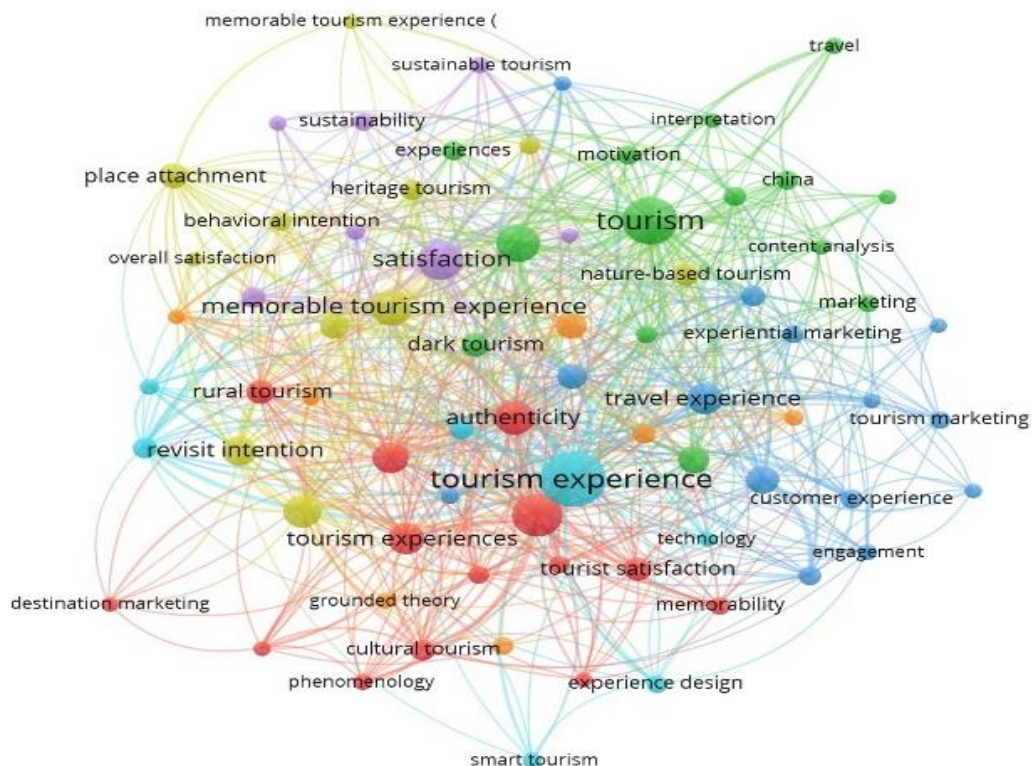 memorable tourism experience (
travel
sustainable tourism
sustainability
interpretation
experiences
motivation
place attachment
heritage tourism
china
behavioral intention
tourism
content analysis
overall satisfaction
satisfaction
nature-based tourism
memorable tourism experience
marketing
dark tourism
experiential marketing
rural tourism
travel experience
authenticity
tourism marketing
revisit intention
tourism experience
customer experience
tourism experiences
technology
engagement
tourist satisfaction
destination marketing
grounded theory
memorability
cultural tourism
phenomenology
experience design
smart tourism